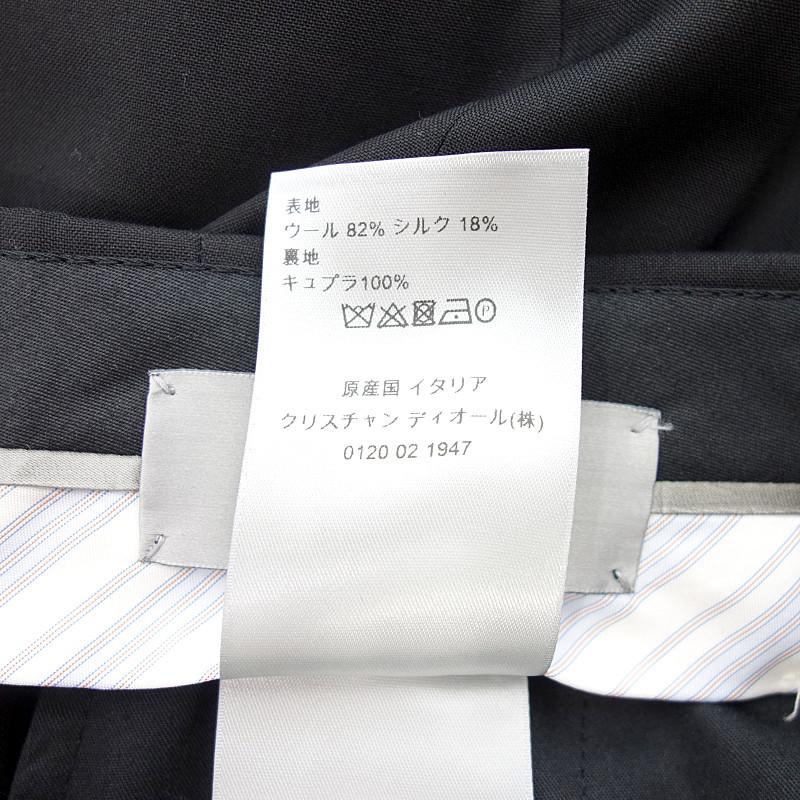 表地
ウール 82% シルク 18%
裏地
キュプラ100%
原産国 イタリア
クリスチャン ディオール(株)
0120 02 1947